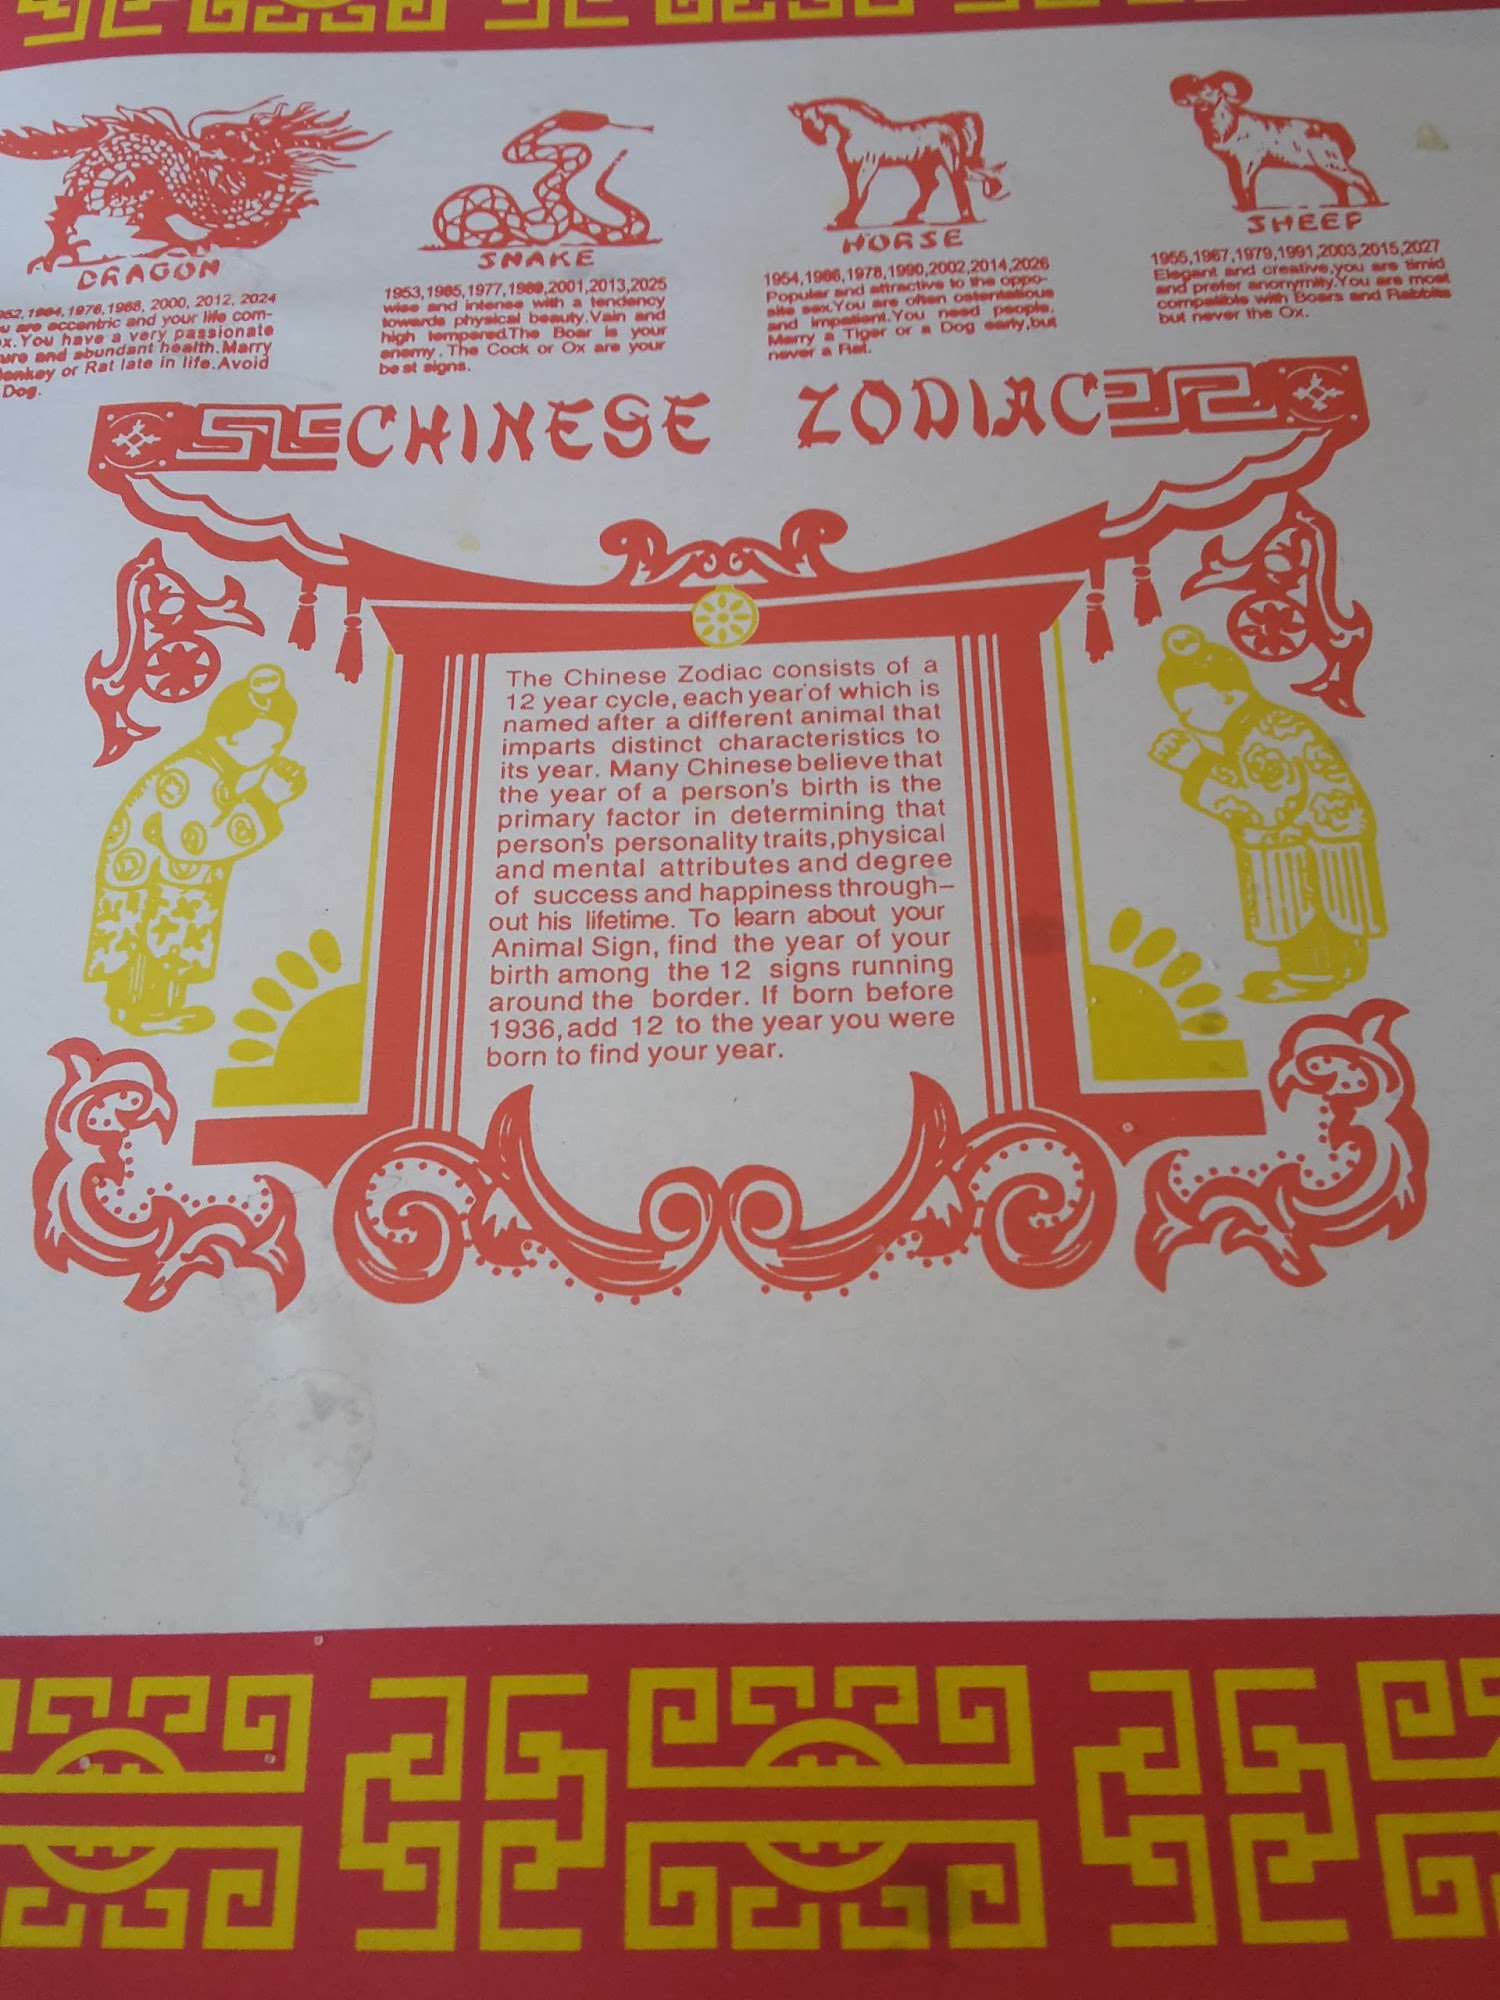 DRAGON
1952, 1964, 1976, 1988, 2000, 2012, 2024
are eccentric and your life com-
x. You have a very passionate
and abundant health. Marry
Monkey or Rat late in life. Avoid
Dog.
SNAKE
1953, 1965, 1977, 1989, 2001, 2013, 2025
wise and intense with a tendency
towards physical beauty. Vain and
high tempered. The Boar is your
enemy. The Cock or Ox are your
best signs.
HORSE
1954, 1966, 1978, 1990, 2002, 2014, 2026
Popular and attractive to the oppo-
site sex. You are often ostentatious
and impatient. You need people.
Marry a Tiger or a Dog early, but
never a Rat.
SHEEP
1955, 1967, 1979, 1991, 2003, 2015, 2027
Elegant and creative, you are timid
and prefer anonymity. You are most
compatible with Boars and Rabbits
but never the Ox.
CHINESE ZODIAC
The Chinese Zodiac consists of a
12 year cycle, each year of which is
named after a different animal that
imparts distinct characteristics to
its year. Many Chinese believe that
the year of a person's birth is the
primary factor in determining that
person's personality traits, physical
and mental attributes and degree
of success and happiness through-
out his lifetime. To learn about your
Animal Sign, find the year of your
birth among the 12 signs running
around the border. If born before
1936, add 12 to the year you were
born to find your year.